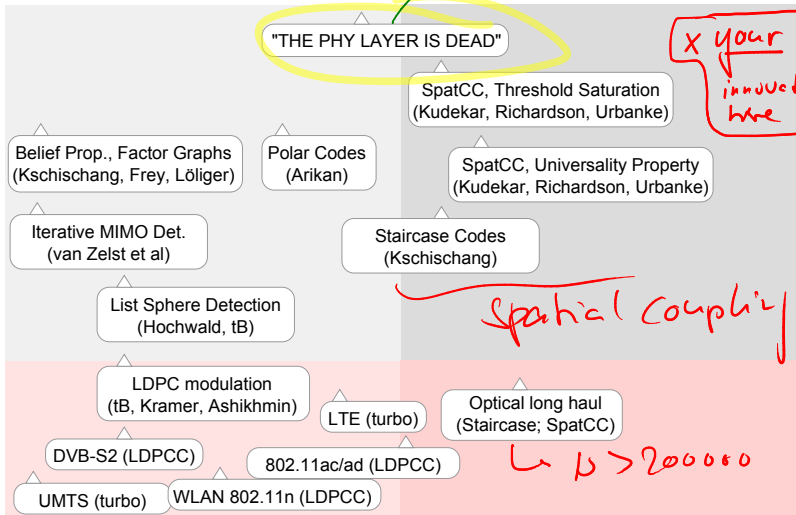 "THE PHY LAYER IS DEAD"
x your
here
SpatCC, Threshold Saturation
(Kudekar, Richardson, Urbanke)
Belief Prop., Factor Graphs
(Kschischang, Frey, Löliger)
Polar Codes
(Arikan)
SpatCC, Universality Property
(Kudekar, Richardson, Urbanke)
Iterative MIMO Det.
(van Zelst et al)
Staircase Codes
(Kschischang)
List Sphere Detection
(Hochwald, tB)
Spatial Coupling
LDPC modulation
(tB, Kramer, Ashikhmin)
LTE (turbo)
Optical long haul
(Staircase; SpatCC)
DVB-S2 (LDPCC)
802.11ac/ad (LDPCC)
N > 200000
UMTS (turbo)
WLAN 802.11n (LDPCC)